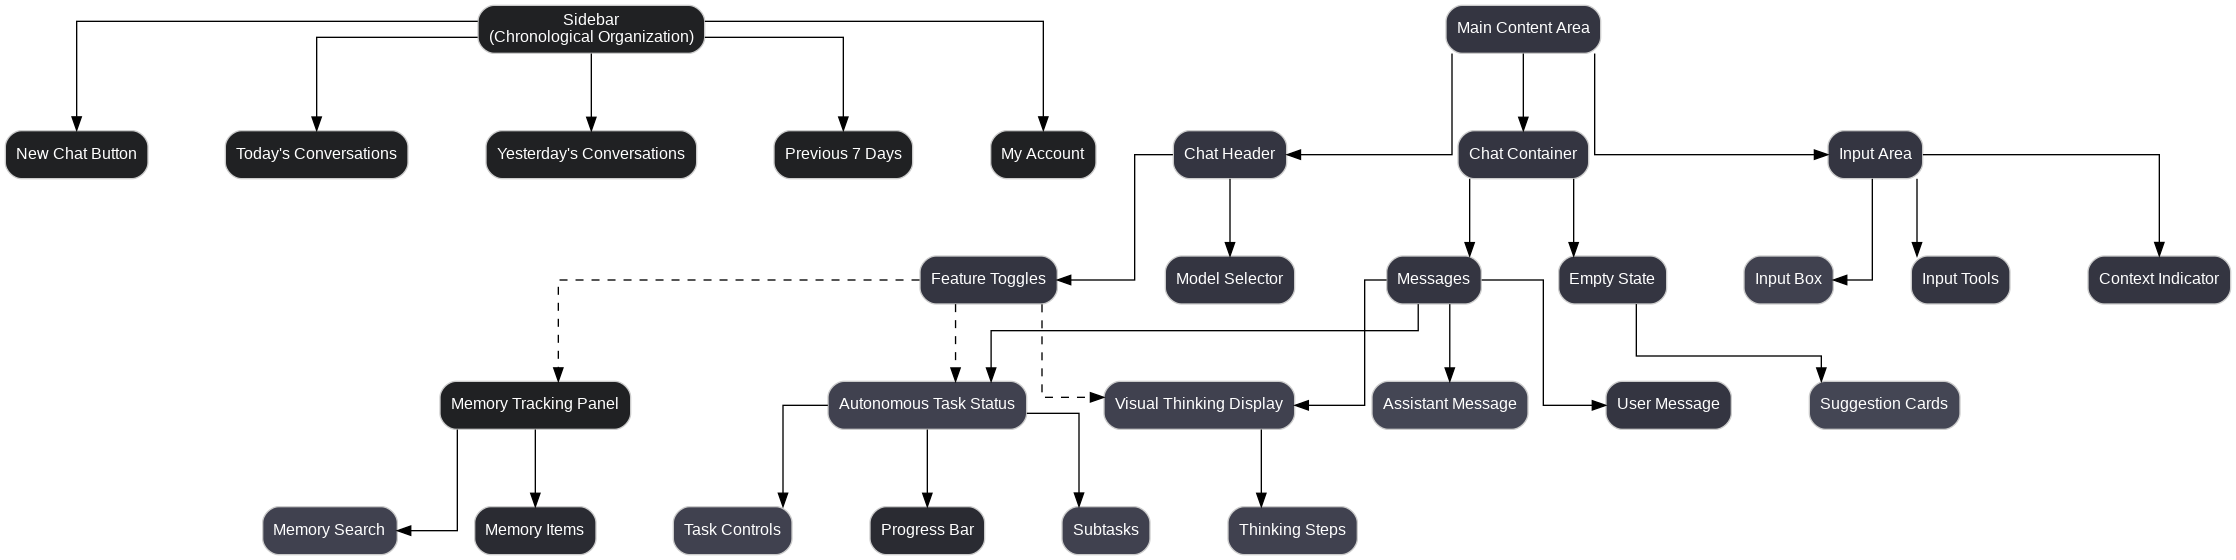 Sidebar
(Chronological Organization)
Main Content Area
New Chat Button
Today's Conversations
Yesterday's Conversations
Previous 7 Days
My Account
Chat Header
Chat Container
Input Area
Feature Toggles
Model Selector
Messages
Empty State
Input Box
Input Tools
Context Indicator
Memory Tracking Panel
Autonomous Task Status
Visual Thinking Display
Assistant Message
User Message
Suggestion Cards
Memory Search
Memory Items
Task Controls
Progress Bar
Subtasks
Thinking Steps